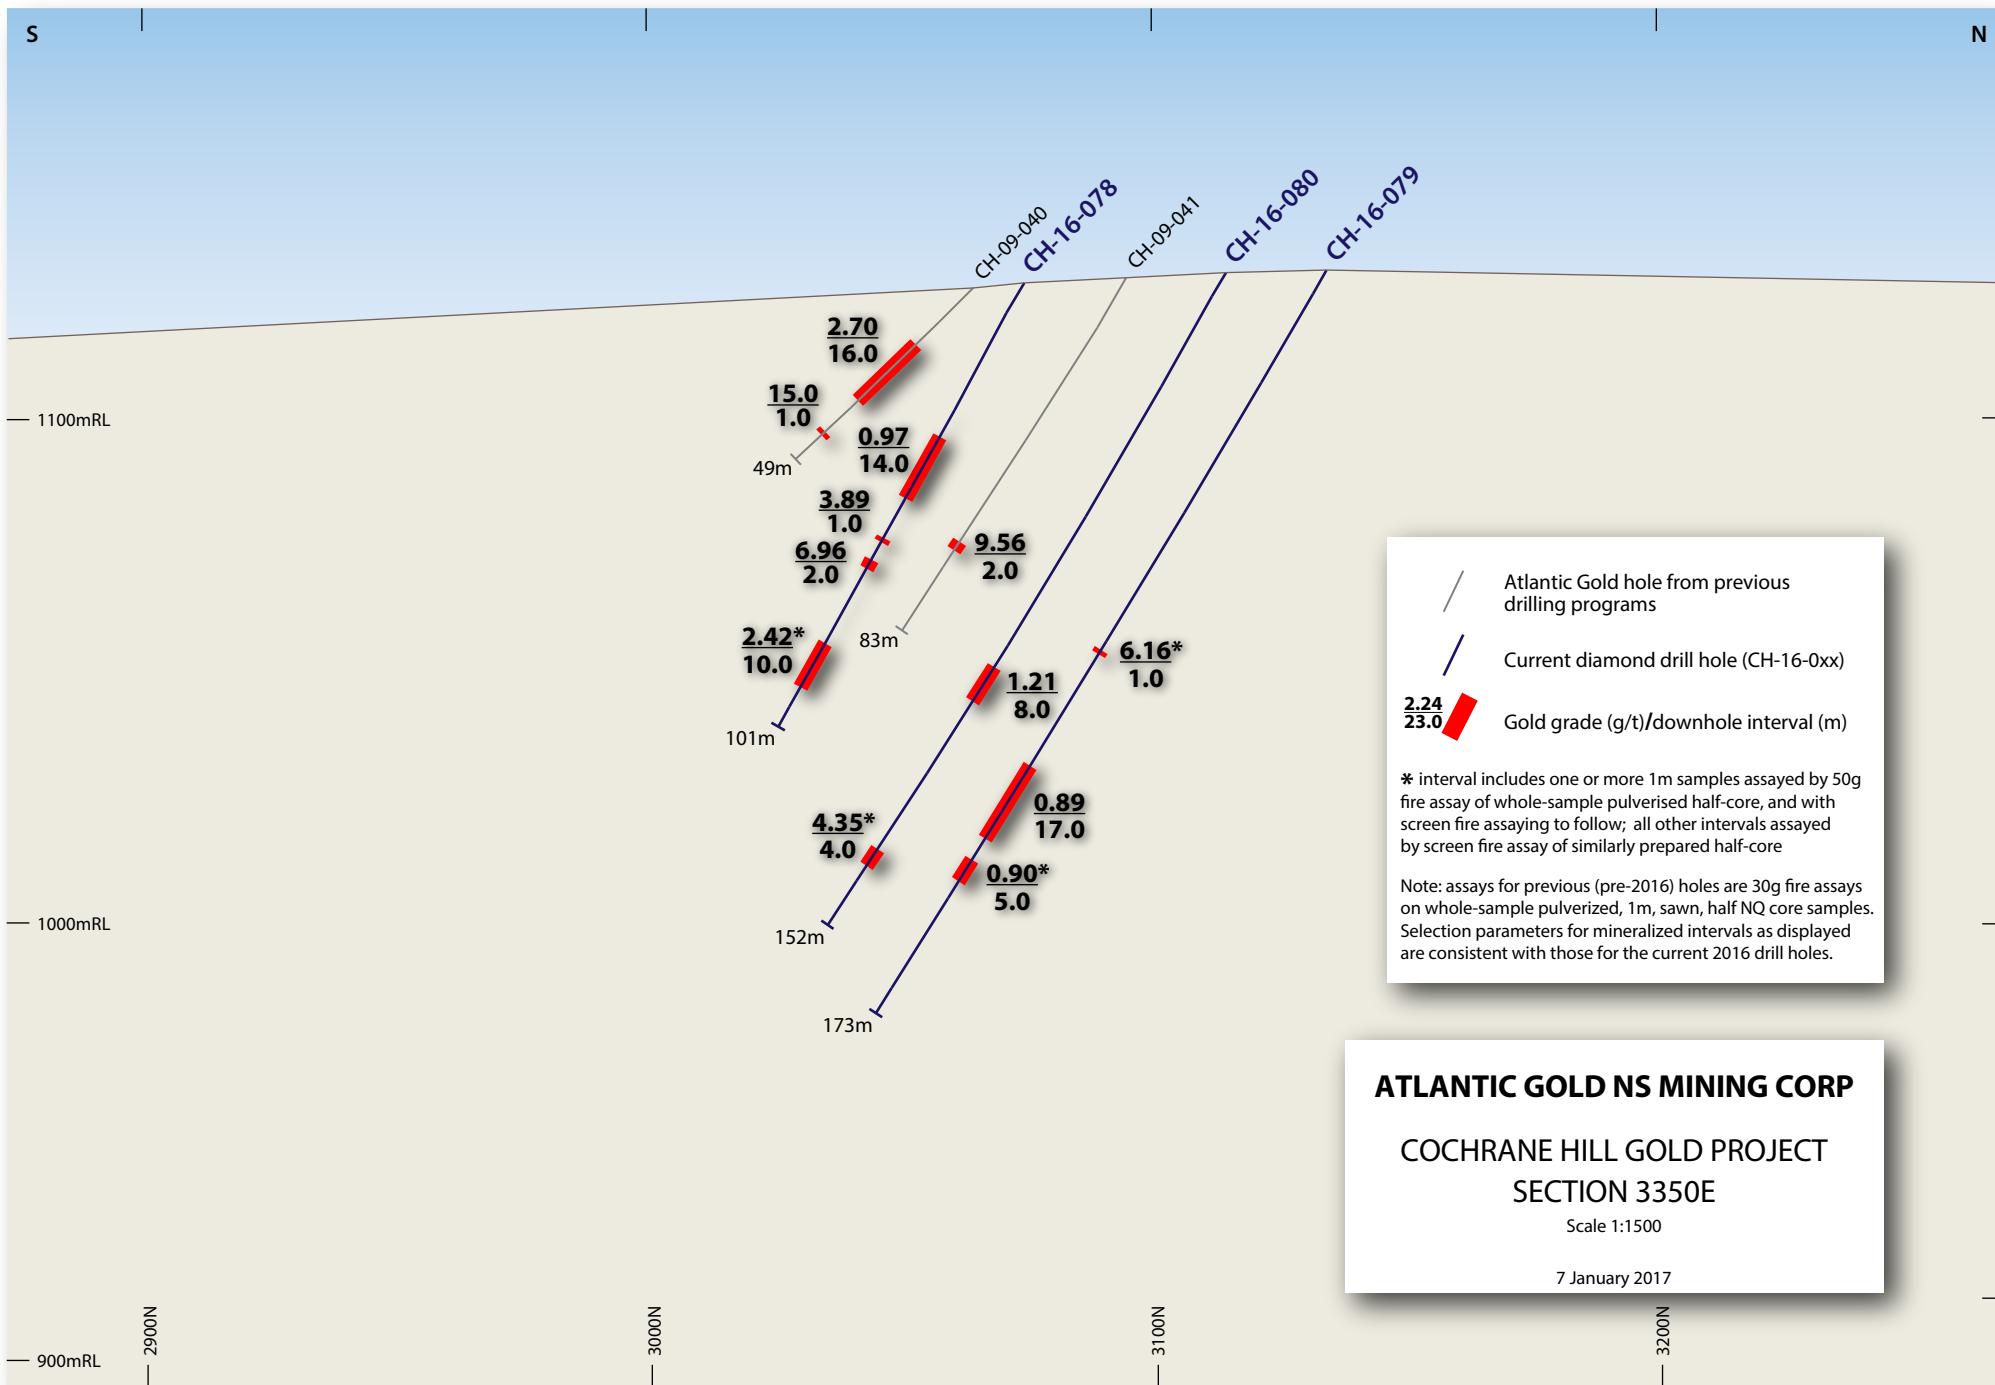 S
N
CH-09-040
CH-16-078
CH-09-041
CH-16-080
CH-16-079
2.70
16.0
15.0
1.0
1100mRL
0.97
14.0
49m
3.89
1.0
6.96
2.0
9.56
2.0
2.42*
10.0
83m
6.16*
1.0
1.21
8.0
101m
0.89
17.0
4.35*
4.0
0.90*
5.0
1000mRL
152m
173m
Atlantic Gold hole from previous
drilling programs
Current diamond drill hole (CH-16-0xx)
2.24
23.0
Gold grade (g/t)/downhole interval (m)
* interval includes one or more 1m samples assayed by 50g
fire assay of whole-sample pulverised half-core, and with
screen fire assaying to follow; all other intervals assayed
by screen fire assay of similarly prepared half-core
Note: assays for previous (pre-2016) holes are 30g fire assays
on whole-sample pulverized, 1m, sawn, half NQ core samples.
Selection parameters for mineralized intervals as displayed
are consistent with those for the current 2016 drill holes.
ATLANTIC GOLD NS MINING CORP
COCHRANE HILL GOLD PROJECT
SECTION 3350E
Scale 1:1500
7 January 2017
900mRL
2900N
3000N
3100N
3200N